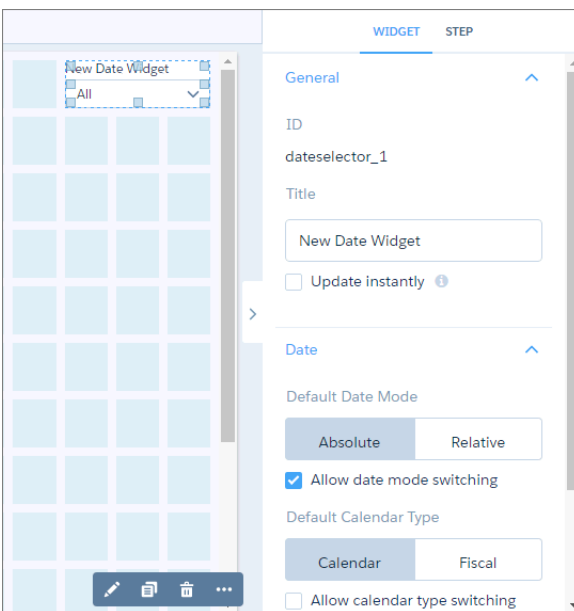 WIDGET STEP
New Date Widget
All
General
ID
dateselector_1
Title
New Date Widget
Update instantly
Date
Default Date Mode
Absolute Relative
Allow date mode switching
Default Calendar Type
Calendar Fiscal
Allow calendar type switching